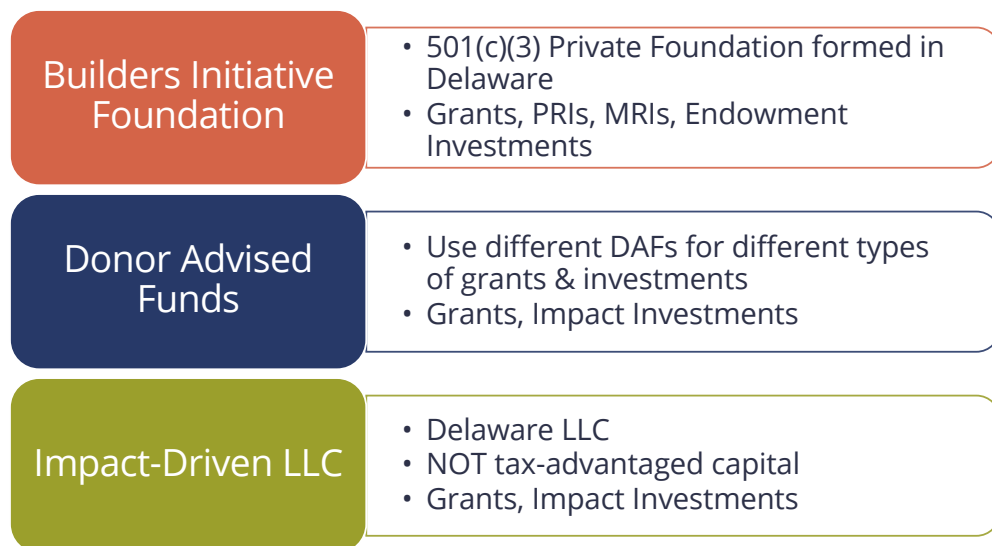 Builders Initiative
Foundation
• 501(c)(3) Private Foundation formed in
Delaware
• Grants, PRIs, MRIs, Endowment
Investments
Donor Advised
Funds
• Use different DAFs for different types
of grants & investments
• Grants, Impact Investments
Impact-Driven LLC
• Delaware LLC
• NOT tax-advantaged capital
• Grants, Impact Investments